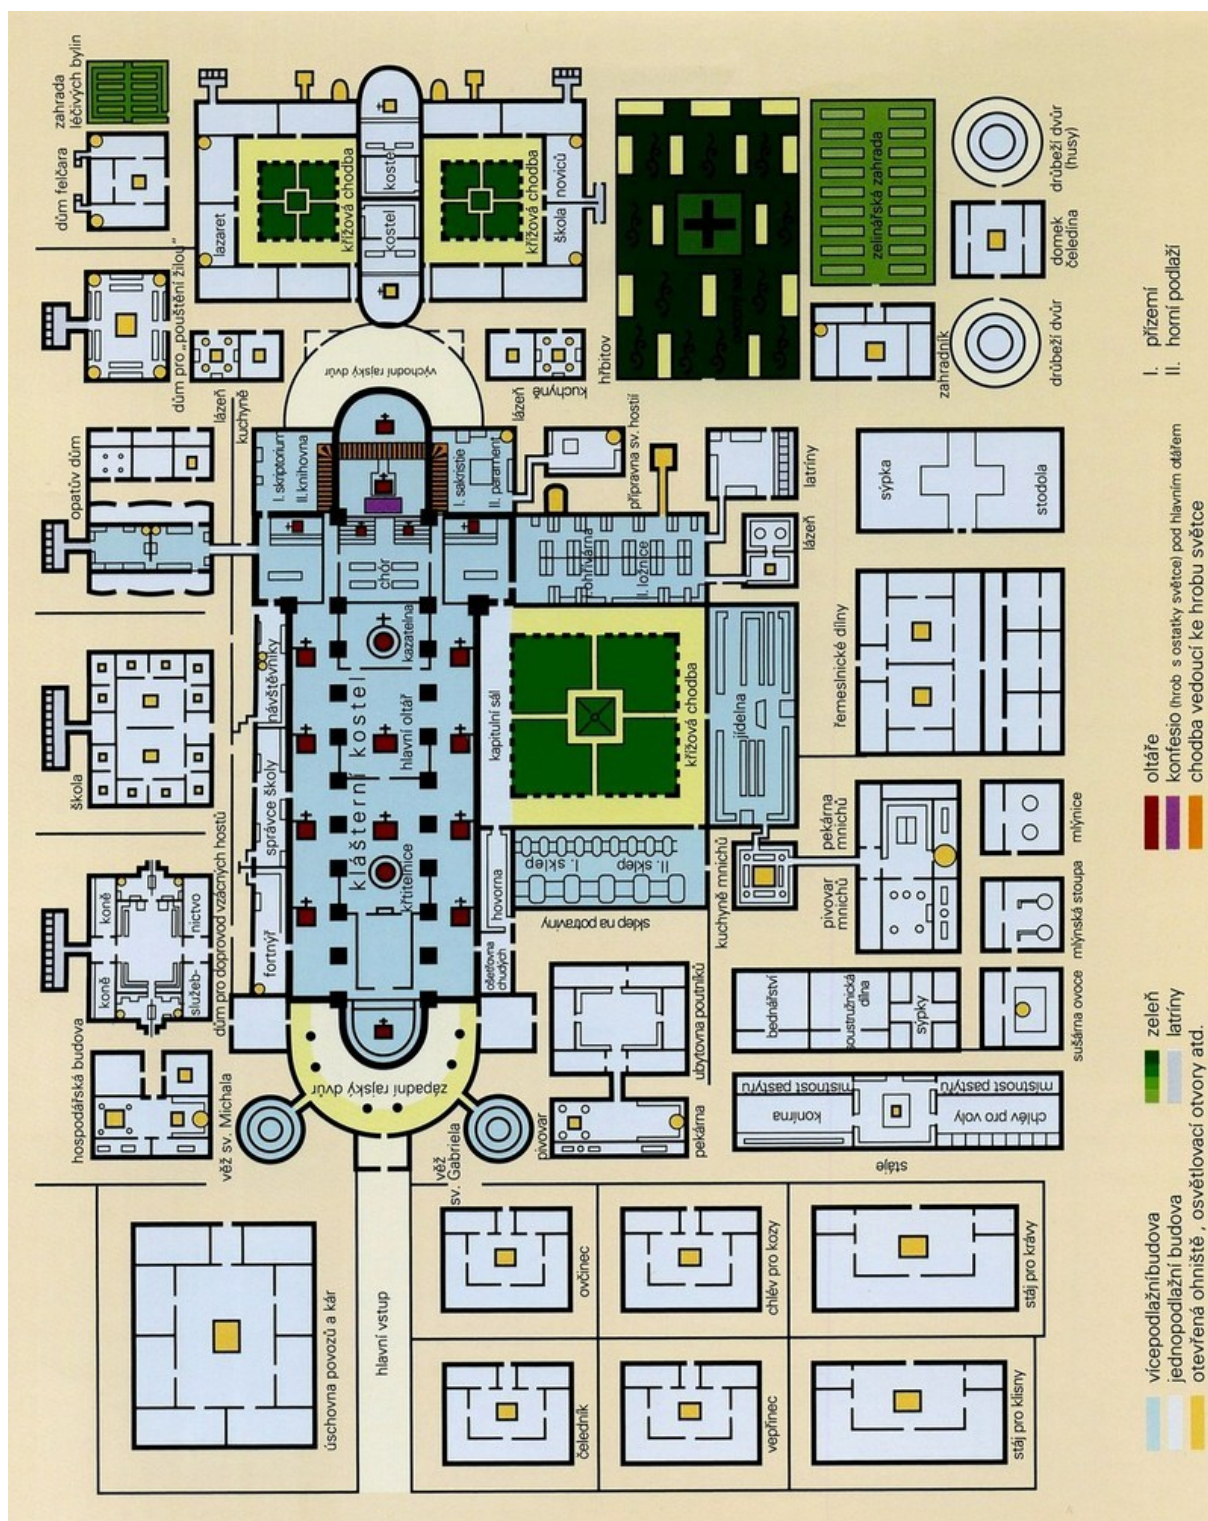 zahrada
léčivých bylin
dům felčara
dům pro „pouštění žilou"
opatův dům
škola
koně
koně
služeb-
nictvo
dům pro doprovod vzácných hostů
hospodářská budova
lazaret
křížová chodba
kostel
kostel
křížová chodba
škola noviců
lázeň
kuchyně
východní rajský dvůr
lázeň
kuchyně
věž sv. Michala
fortnýř
správce školy
návštěvníky
I. skriptorium
II. knihovna
I. sakristie
II. parament
klášterní kostel
křtitelnice
hlavní oltář
kazatelna
chór
západní rajský dvůr
věž
sv. Gabriela
úschovna povozů a kár
hlavní vstup
ošetřovna
chudých
hovorna
kapitulní sál
přípravna sv. hostií
hřbitov
zelinářská zahrada
drůbeží dvůr
(husy)
domek
čeledína
zahradník
drůbeží dvůr
I. sklep
II. sklep
sklep na potraviny
křížová chodba
I. ohřívárna
II. ložnice
latríny
lázeň
jídelna
kuchyně mnichů
pivovar
pekárna
ubytovna poutníků
pivovar
mnichů
pekárna
mnichů
řemeslnické dílny
sýpka
stodola
bednářství
soustružnická
dílna
sýpky
sušárna ovoce
mlýnská stoupa
mlýnice
konírna
místnost pastýřů
místnost pastýřů
chlév pro voly
stáje
ovčinec
chlév pro kozy
stáj pro krávy
čeledník
vepřinec
stáj pro klisny
vícepodlažníbudova
jednopodlažní budova
otevřená ohniště , osvětlovací otvory atd.
zeleň
latríny
oltáře
konfesio (hrob s ostatky světce) pod hlavním oltářem
chodba vedoucí ke hrobu světce
I. přízemí
II. horní podlaží